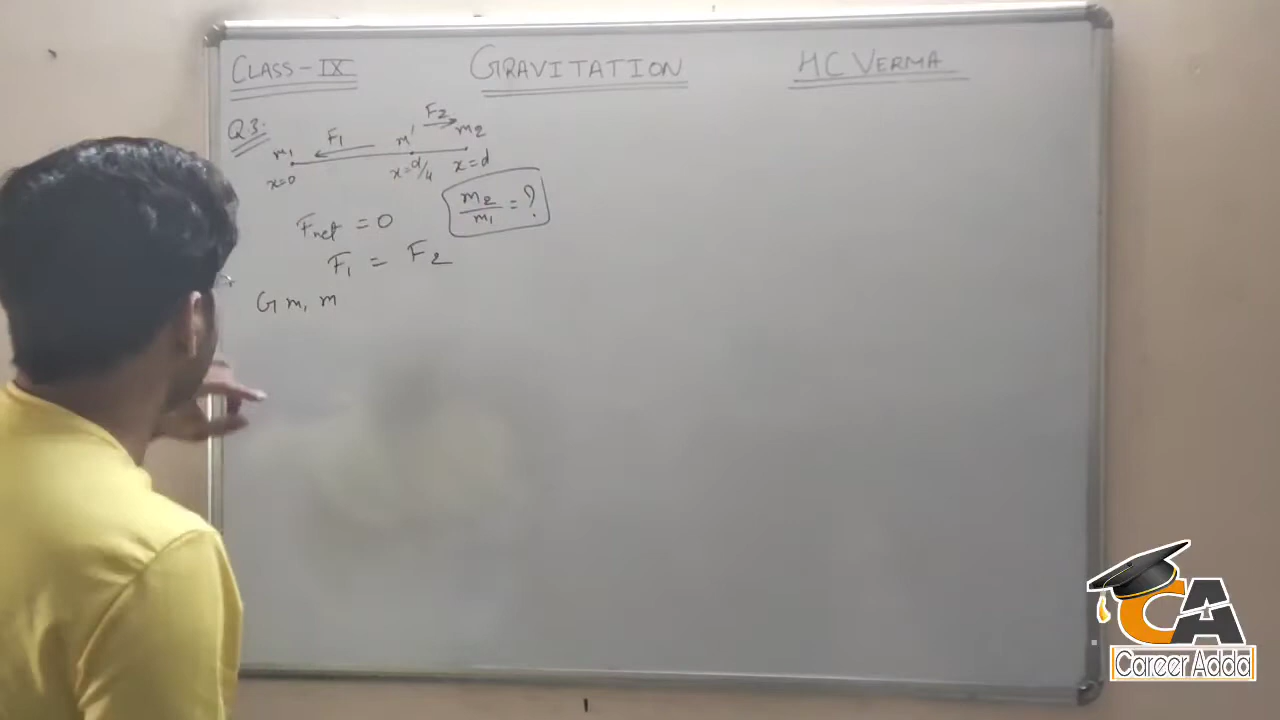 CLASS-IX
GRAVITATION
HC VERMA
Q.3.
m₁
F₁
m'
F₂
m₂
x=0
x=d/4
x=d
Fnet = 0
m₂/m₁ = ?
F₁ = F₂
G m₁ m
CA
Career Adda